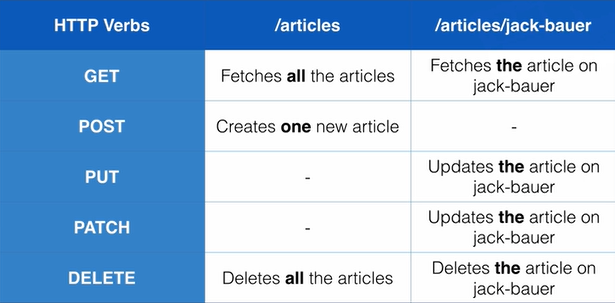 HTTP Verbs /articles /articles/jack-bauer
GET Fetches all the articles Fetches the article on
jack-bauer
POST Creates one new article -
PUT - Updates the article on
jack-bauer
PATCH - Updates the article on
jack-bauer
DELETE Deletes all the articles Deletes the article on
jack-bauer